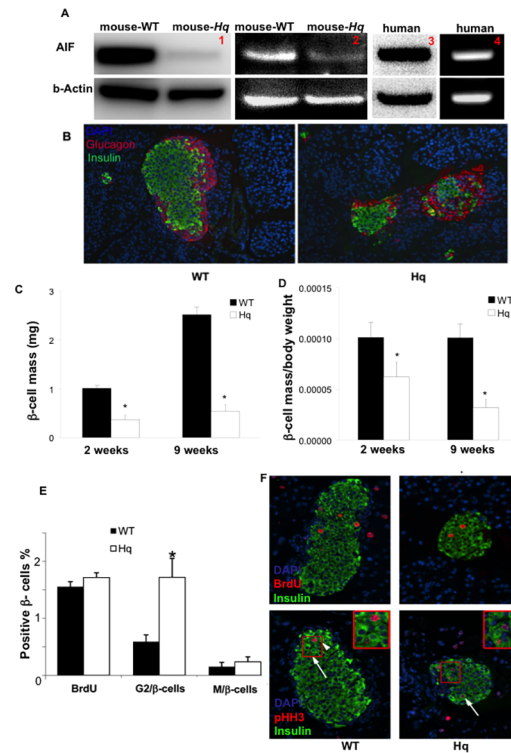 A
mouse-WT mouse-Hq mouse-WT mouse-Hq human human
1 2 3 4
AIF
b-Actin
B
DAPI
Glucagon
Insulin
WT Hq
C
β-cell mass (mg)
3
2
1
0
WT
Hq
*
*
2 weeks 9 weeks
D
β-cell mass/body weight
0.00015
0.00010
0.00005
0.00000
WT
Hq
*
*
2 weeks 9 weeks
E
Positive β- cells %
2
1
0
WT
Hq
*
BrdU G2/β-cells M/β-cells
F
DAPI
BrdU
Insulin
DAPI
pHH3
Insulin
WT Hq